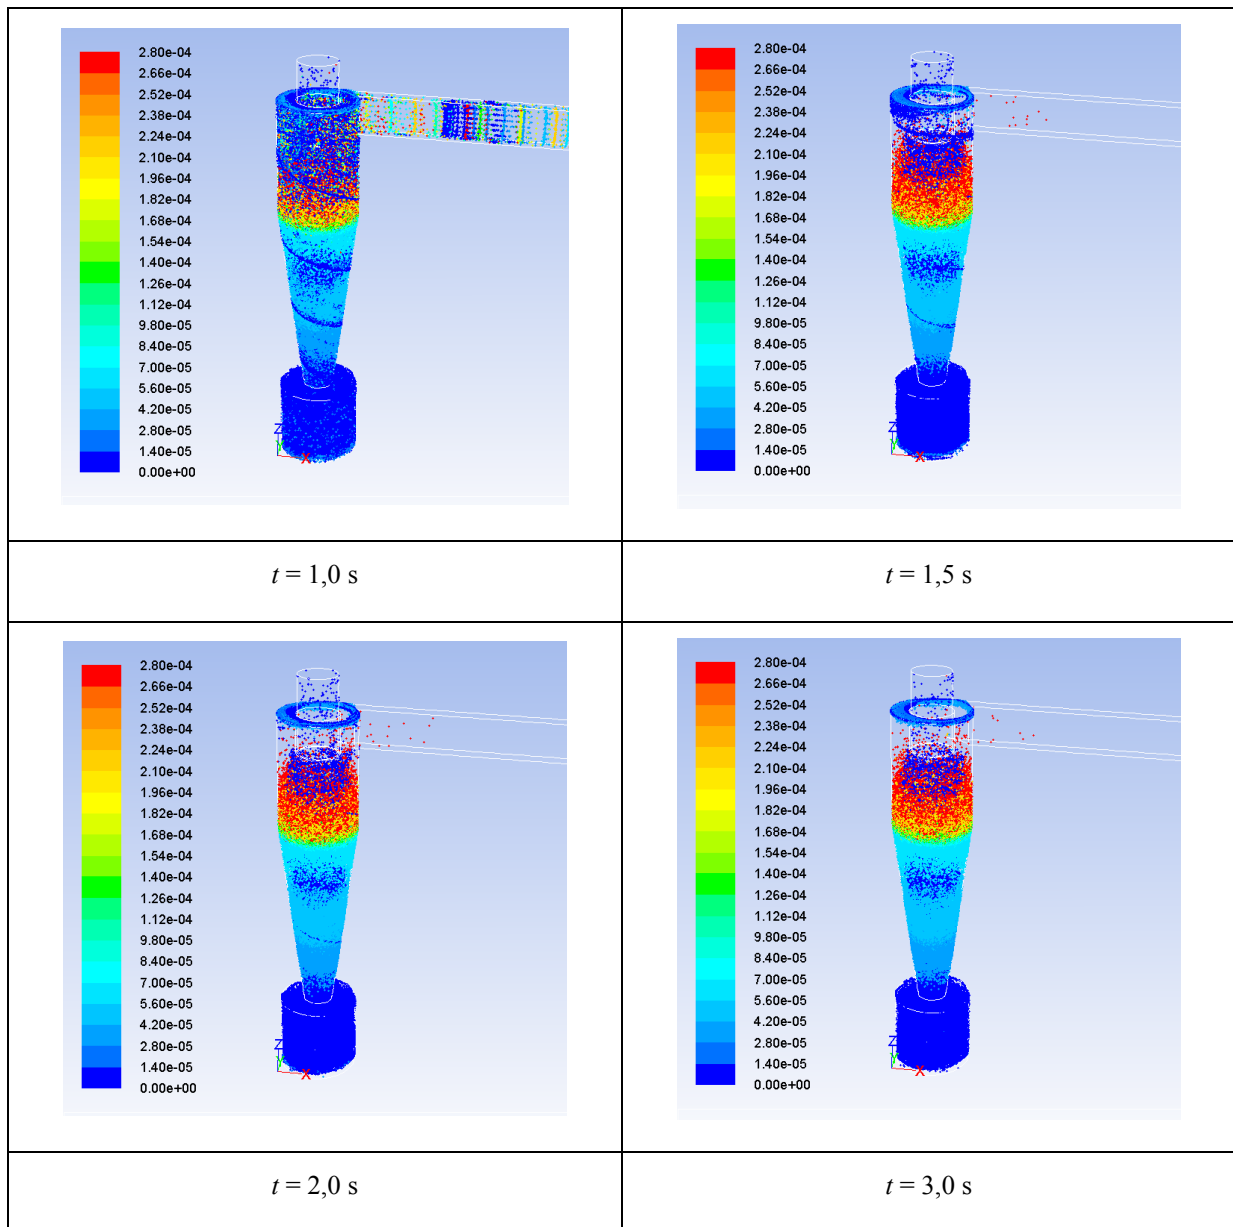 2.80e-04
2.66e-04
2.52e-04
2.38e-04
2.24e-04
2.10e-04
1.96e-04
1.82e-04
1.68e-04
1.54e-04
1.40e-04
1.26e-04
1.12e-04
9.80e-05
8.40e-05
7.00e-05
5.60e-05
4.20e-05
2.80e-05
1.40e-05
0.00e+00
Z
Y
X
2.80e-04
2.66e-04
2.52e-04
2.38e-04
2.24e-04
2.10e-04
1.96e-04
1.82e-04
1.68e-04
1.54e-04
1.40e-04
1.26e-04
1.12e-04
9.80e-05
8.40e-05
7.00e-05
5.60e-05
4.20e-05
2.80e-05
1.40e-05
0.00e+00
Z
Y
X
t = 1,0 s
t = 1,5 s
2.80e-04
2.66e-04
2.52e-04
2.38e-04
2.24e-04
2.10e-04
1.96e-04
1.82e-04
1.68e-04
1.54e-04
1.40e-04
1.26e-04
1.12e-04
9.80e-05
8.40e-05
7.00e-05
5.60e-05
4.20e-05
2.80e-05
1.40e-05
0.00e+00
Z
Y
X
2.80e-04
2.66e-04
2.52e-04
2.38e-04
2.24e-04
2.10e-04
1.96e-04
1.82e-04
1.68e-04
1.54e-04
1.40e-04
1.26e-04
1.12e-04
9.80e-05
8.40e-05
7.00e-05
5.60e-05
4.20e-05
2.80e-05
1.40e-05
0.00e+00
Z
Y
X
t = 2,0 s
t = 3,0 s